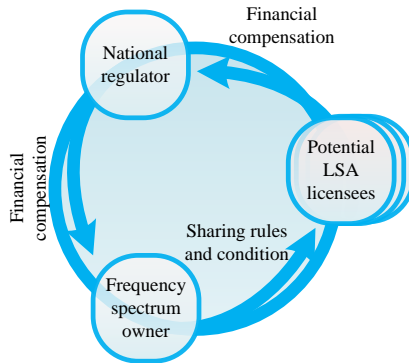 Financial
compensation
National
regulator
Potential
LSA
licensees
Financial
compensation
Sharing rules
and condition
Frequency
spectrum
owner